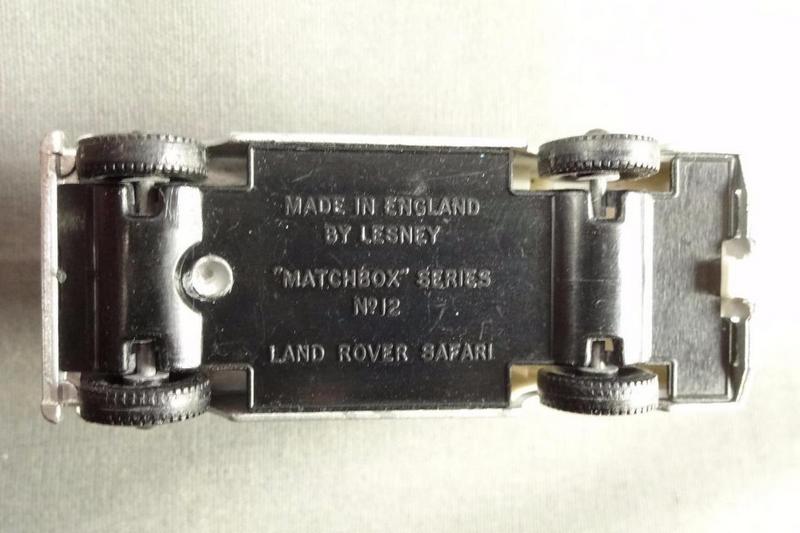 MADE IN ENGLAND
BY LESNEY
"MATCHBOX" SERIES
Nº12
LAND ROVER SAFARI